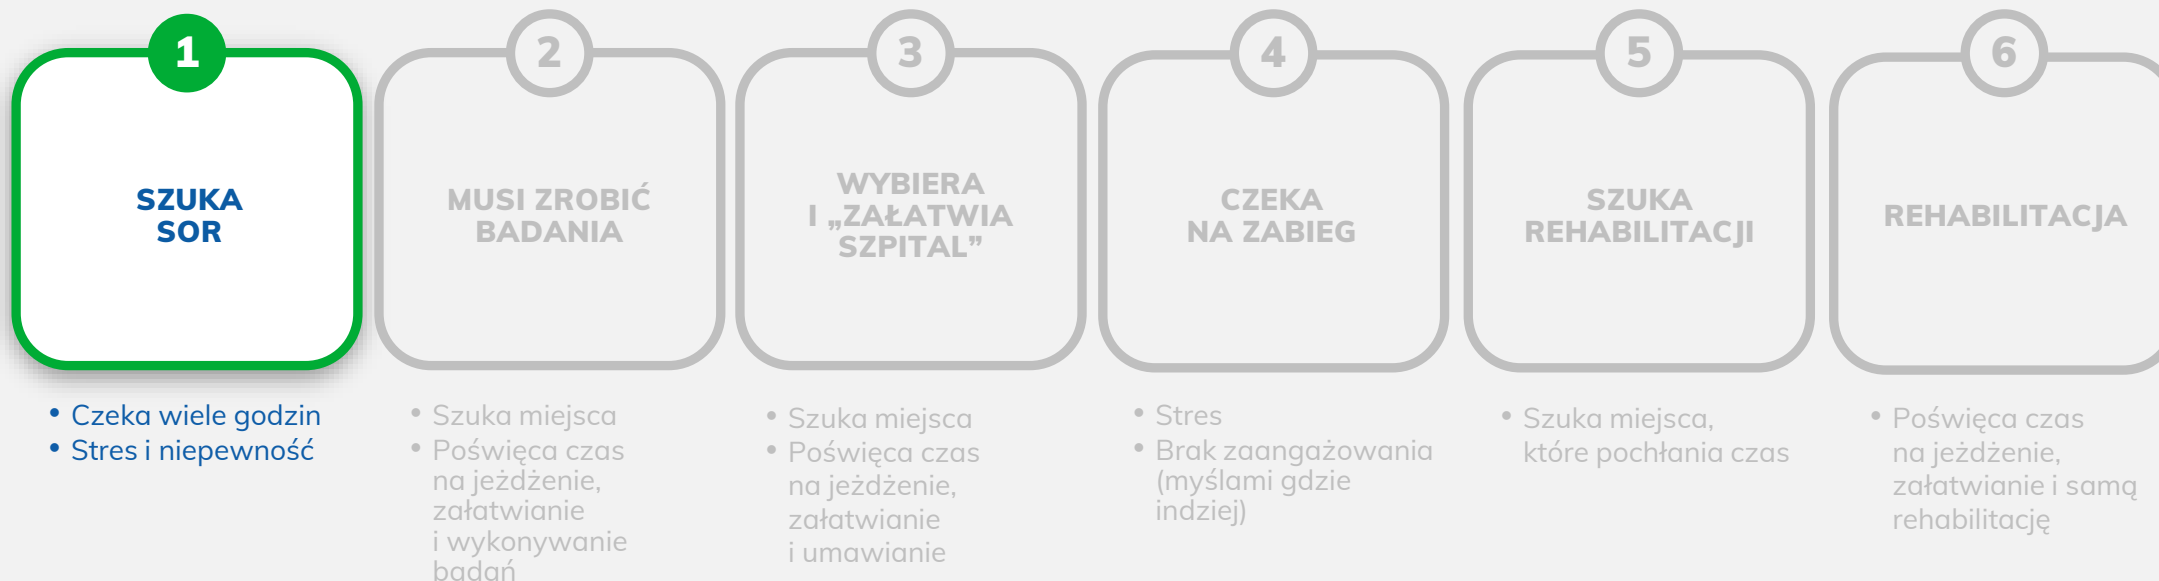 1
SZUKA
SOR
• Czeka wiele godzin
• Stres i niepewność
2
MUSI ZROBIĆ
BADANIA
• Szuka miejsca
• Poświęca czas
na jeżdżenie,
załatwianie
i wykonywanie
badań
3
WYBIERA
I „ZAŁATWIA
SZPITAL”
• Szuka miejsca
• Poświęca czas
na jeżdżenie,
załatwianie
i umawianie
4
CZEKA
NA ZABIEG
• Stres
• Brak zaangażowania
(myślami gdzie
indziej)
5
SZUKA
REHABILITACJI
• Szuka miejsca,
które pochłania czas
6
REHABILITACJA
• Poświęca czas
na jeżdżenie,
załatwianie i samą
rehabilitację